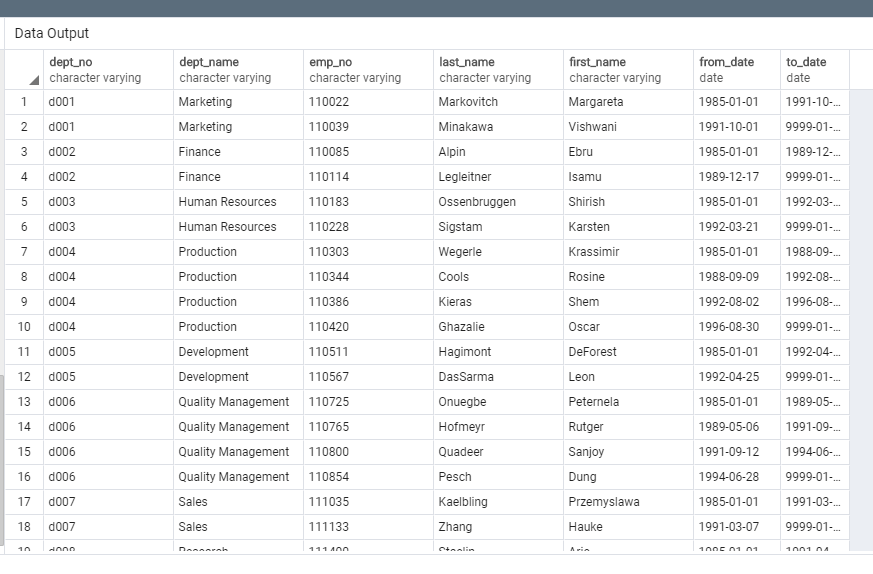 Data Output
dept_no dept_name emp_no last_name first_name from_date to_date
character varying character varying character varying character varying character varying date date
1 d001 Marketing 110022 Markovitch Margareta 1985-01-01 1991-10-...
2 d001 Marketing 110039 Minakawa Vishwani 1991-10-01 9999-01-...
3 d002 Finance 110085 Alpin Ebru 1985-01-01 1989-12-...
4 d002 Finance 110114 Legleitner Isamu 1989-12-17 9999-01-...
5 d003 Human Resources 110183 Ossenbruggen Shirish 1985-01-01 1992-03-...
6 d003 Human Resources 110228 Sigstam Karsten 1992-03-21 9999-01-...
7 d004 Production 110303 Wegerle Krassimir 1985-01-01 1988-09-...
8 d004 Production 110344 Cools Rosine 1988-09-09 1992-08-...
9 d004 Production 110386 Kieras Shem 1992-08-02 1996-08-...
10 d004 Production 110420 Ghazalie Oscar 1996-08-30 9999-01-...
11 d005 Development 110511 Hagimont DeForest 1985-01-01 1992-04-...
12 d005 Development 110567 DasSarma Leon 1992-04-25 9999-01-...
13 d006 Quality Management 110725 Onuegbe Peternela 1985-01-01 1989-05-...
14 d006 Quality Management 110765 Hofmeyr Rutger 1989-05-06 1991-09-...
15 d006 Quality Management 110800 Quadeer Sanjoy 1991-09-12 1994-06-...
16 d006 Quality Management 110854 Pesch Dung 1994-06-28 9999-01-...
17 d007 Sales 111035 Kaelbling Przemyslawa 1985-01-01 1991-03-...
18 d007 Sales 111133 Zhang Hauke 1991-03-07 9999-01-...